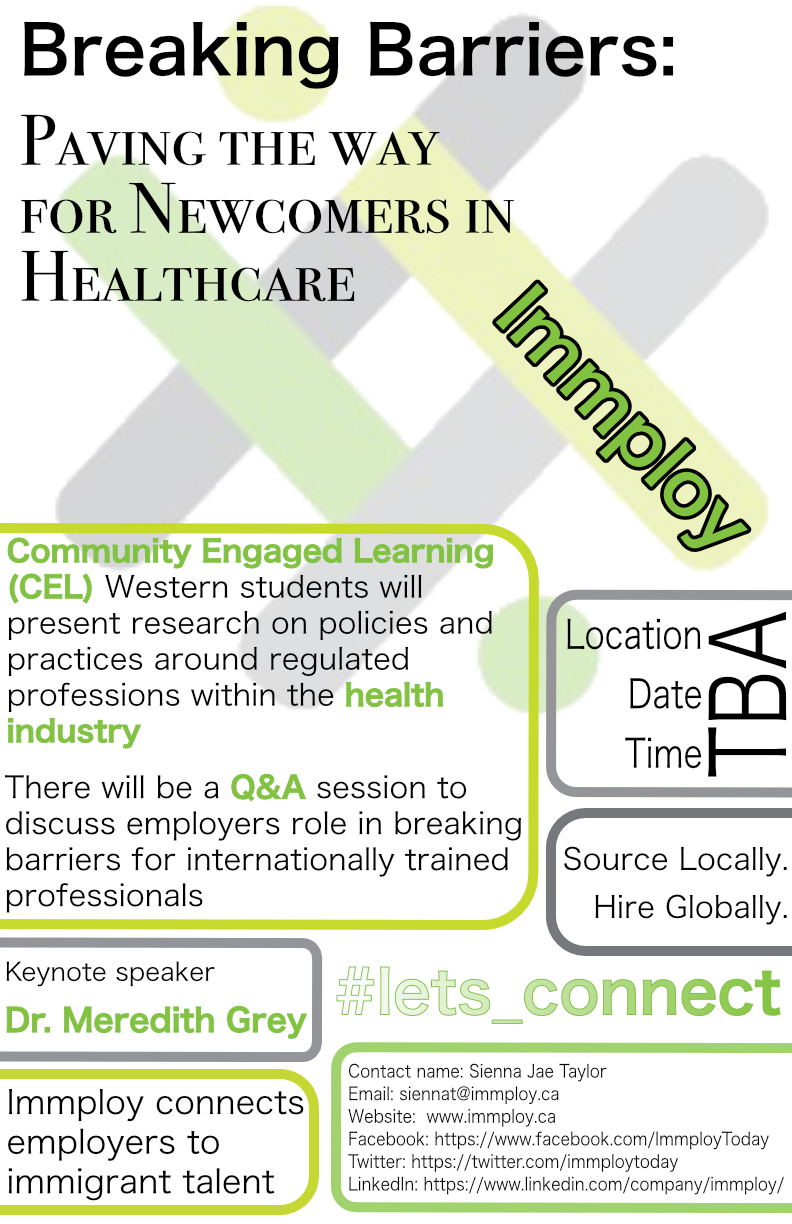 Breaking Barriers:
Paving the way
for Newcomers in
Healthcare
Immploy
Community Engaged Learning
(CEL) Western students will
present research on policies and
practices around regulated
professions within the health
industry
There will be a Q&A session to
discuss employers role in breaking
barriers for internationally trained
professionals
Location
Date
Time
TBA
Source Locally.
Hire Globally.
Keynote speaker
Dr. Meredith Grey
#lets_connect
Immploy connects
employers to
immigrant talent
Contact name: Sienna Jae Taylor
Email: siennat@immploy.ca
Website:  www.immploy.ca
Facebook: https://www.facebook.com/ImmployToday
Twitter: https://twitter.com/immploytoday
LinkedIn: https://www.linkedin.com/company/immploy/